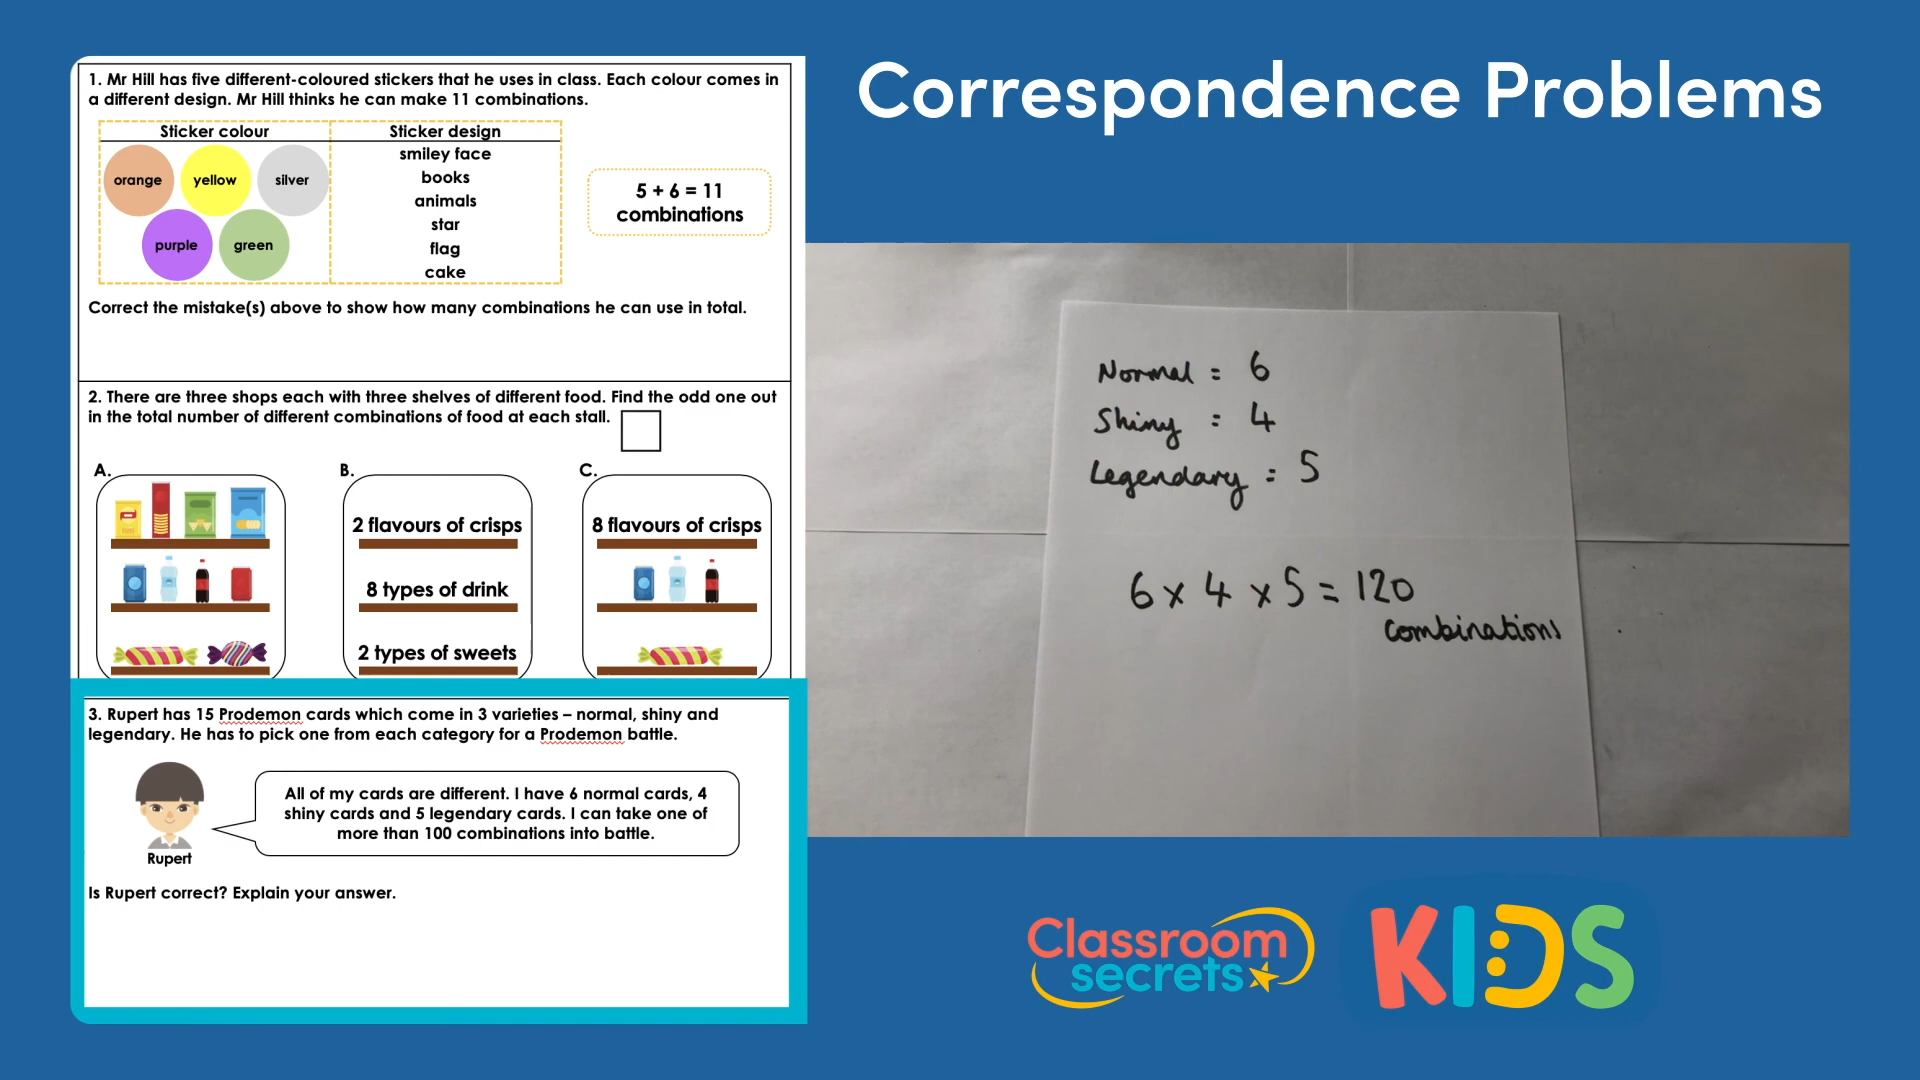 Correspondence Problems
1. Mr Hill has five different-coloured stickers that he uses in class. Each colour comes in
a different design. Mr Hill thinks he can make 11 combinations.
Sticker colour
Sticker design
orange
yellow
silver
purple
green
smiley face
books
animals
star
flag
cake
5 + 6 = 11
combinations
Correct the mistake(s) above to show how many combinations he can use in total.
2. There are three shops each with three shelves of different food. Find the odd one out
in the total number of different combinations of food at each stall.
A.
B.
2 flavours of crisps
8 types of drink
2 types of sweets
C.
8 flavours of crisps
3. Rupert has 15 Prodemon cards which come in 3 varieties – normal, shiny and
legendary. He has to pick one from each category for a Prodemon battle.
All of my cards are different. I have 6 normal cards, 4
shiny cards and 5 legendary cards. I can take one of
more than 100 combinations into battle.
Rupert
Is Rupert correct? Explain your answer.
Normal = 6
Shiny = 4
Legendary = 5
6 x 4 x 5 = 120
combinations
Classroom
secrets
KIDS